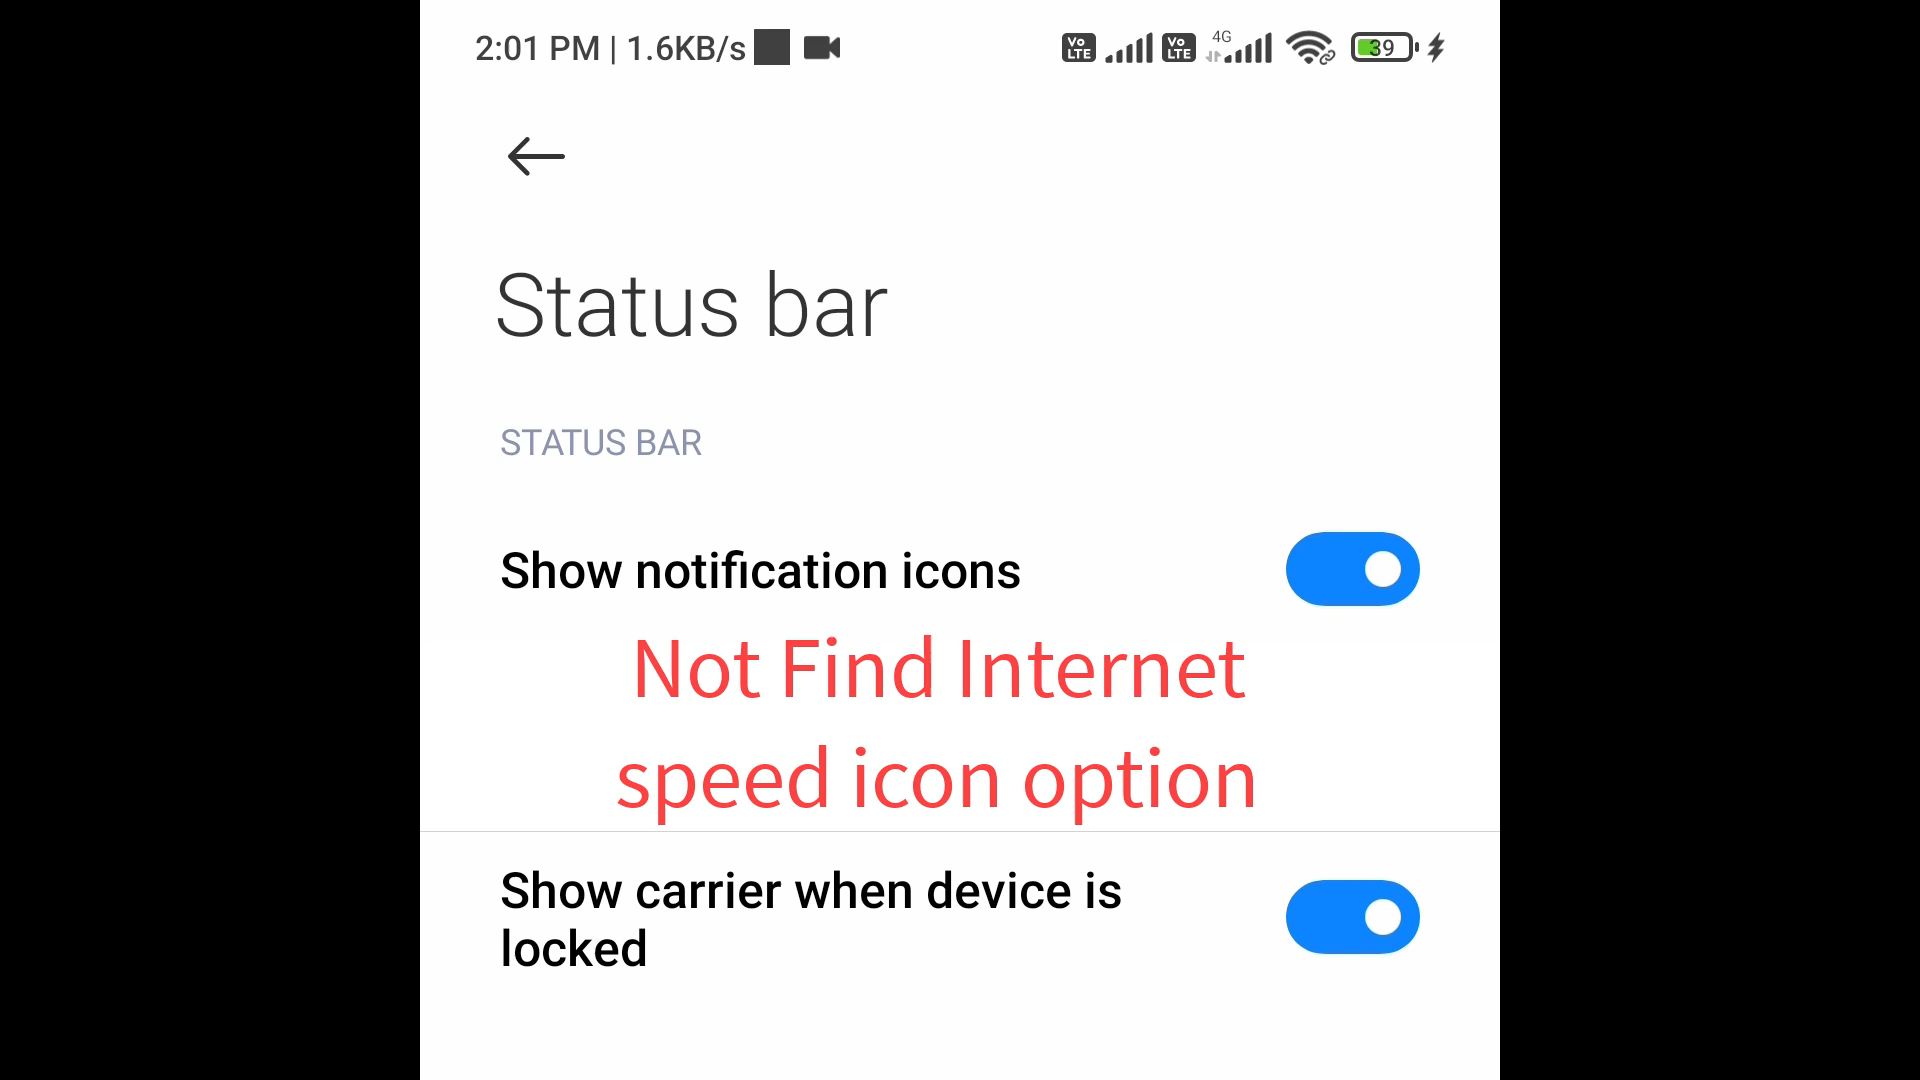 2:01 PM | 1.6KB/s Vo LTE Vo LTE 4G 39
Status bar
STATUS BAR
Show notification icons
Not Find Internet
speed icon option
Show carrier when device is
locked